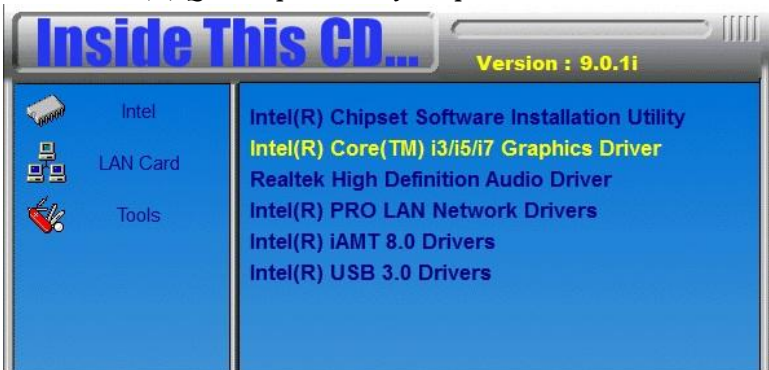 Inside This CD...
Version : 9.0.1i
Intel
LAN Card
Tools
Intel(R) Chipset Software Installation Utility
Intel(R) Core(TM) i3/i5/i7 Graphics Driver
Realtek High Definition Audio Driver
Intel(R) PRO LAN Network Drivers
Intel(R) iAMT 8.0 Drivers
Intel(R) USB 3.0 Drivers